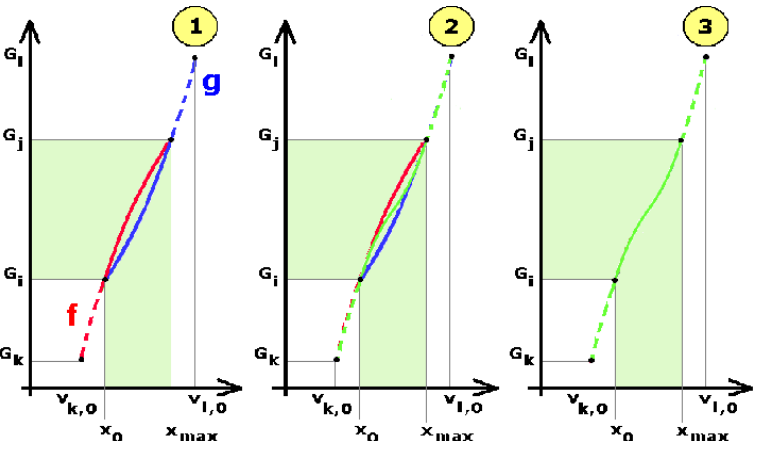 1
2
3
G_l
G_l
G_l
g
G_j
G_j
G_j
G_i
G_i
G_i
f
G_k
G_k
G_k
v_k,0
v_l,0
v_k,0
v_l,0
v_k,0
v_l,0
x_0
x_max
x_0
x_max
x_0
x_max